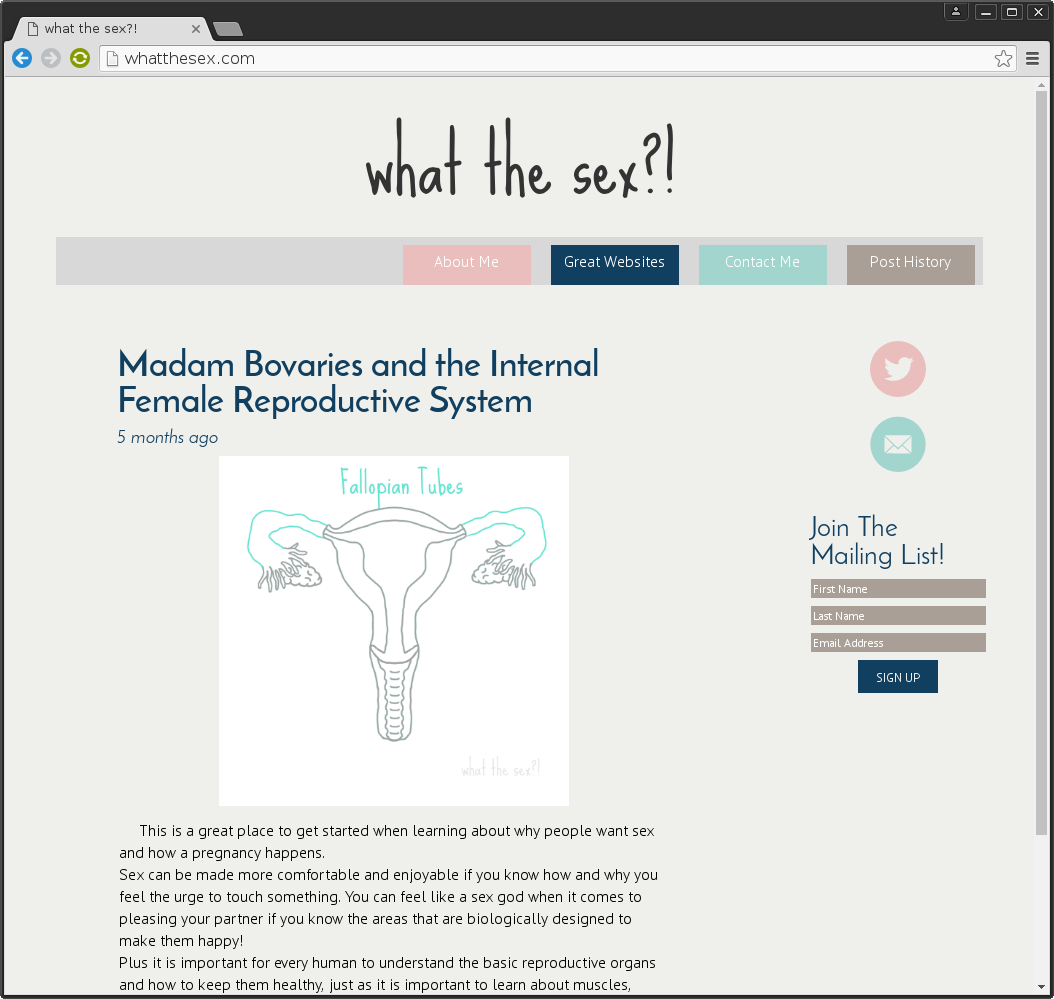 what the sex?!
whatthesex.com
what the sex?!
About Me
Great Websites
Contact Me
Post History
Madam Bovaries and the Internal
Female Reproductive System
5 months ago
Fallopian Tubes
what the sex?!
This is a great place to get started when learning about why people want sex
and how a pregnancy happens.
Sex can be made more comfortable and enjoyable if you know how and why you
feel the urge to touch something. You can feel like a sex god when it comes to
pleasing your partner if you know the areas that are biologically designed to
make them happy!
Plus it is important for every human to understand the basic reproductive organs
and how to keep them healthy, just as it is important to learn about muscles,
Join The
Mailing List!
First Name
Last Name
Email Address
SIGN UP